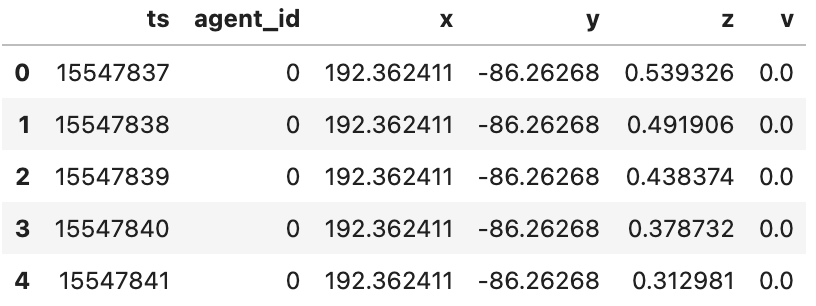 ts agent_id x y z v
0 15547837 0 192.362411 -86.26268 0.539326 0.0
1 15547838 0 192.362411 -86.26268 0.491906 0.0
2 15547839 0 192.362411 -86.26268 0.438374 0.0
3 15547840 0 192.362411 -86.26268 0.378732 0.0
4 15547841 0 192.362411 -86.26268 0.312981 0.0